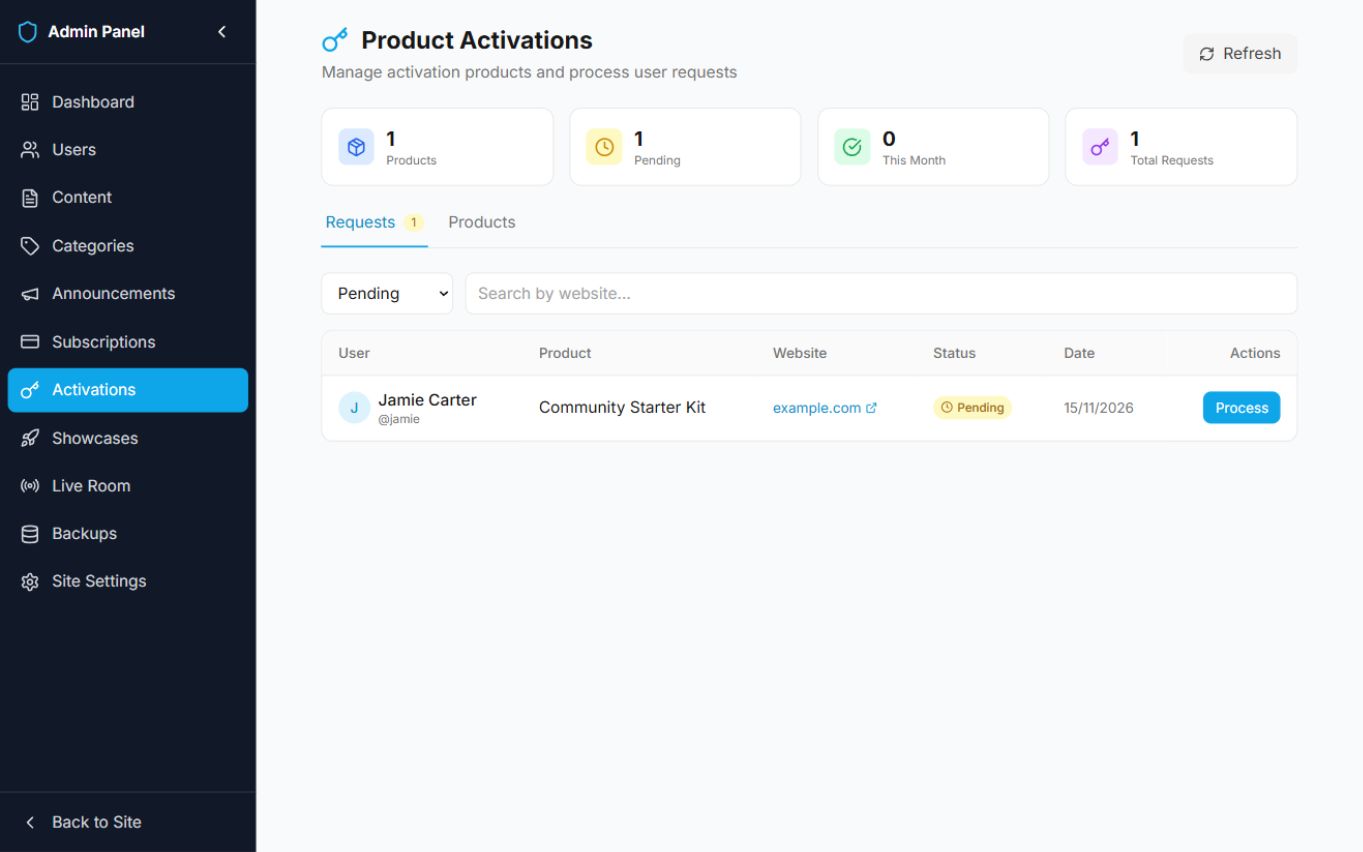 Admin Panel
Dashboard
Users
Content
Categories
Announcements
Subscriptions
Activations
Showcases
Live Room
Backups
Site Settings
Back to Site
Product Activations
Manage activation products and process user requests
Refresh
1
Products
1
Pending
0
This Month
1
Total Requests
Requests 1 Products
Pending Search by website...
User Product Website Status Date Actions
Jamie Carter
@jamie
Community Starter Kit example.com Pending 15/11/2026 Process
J